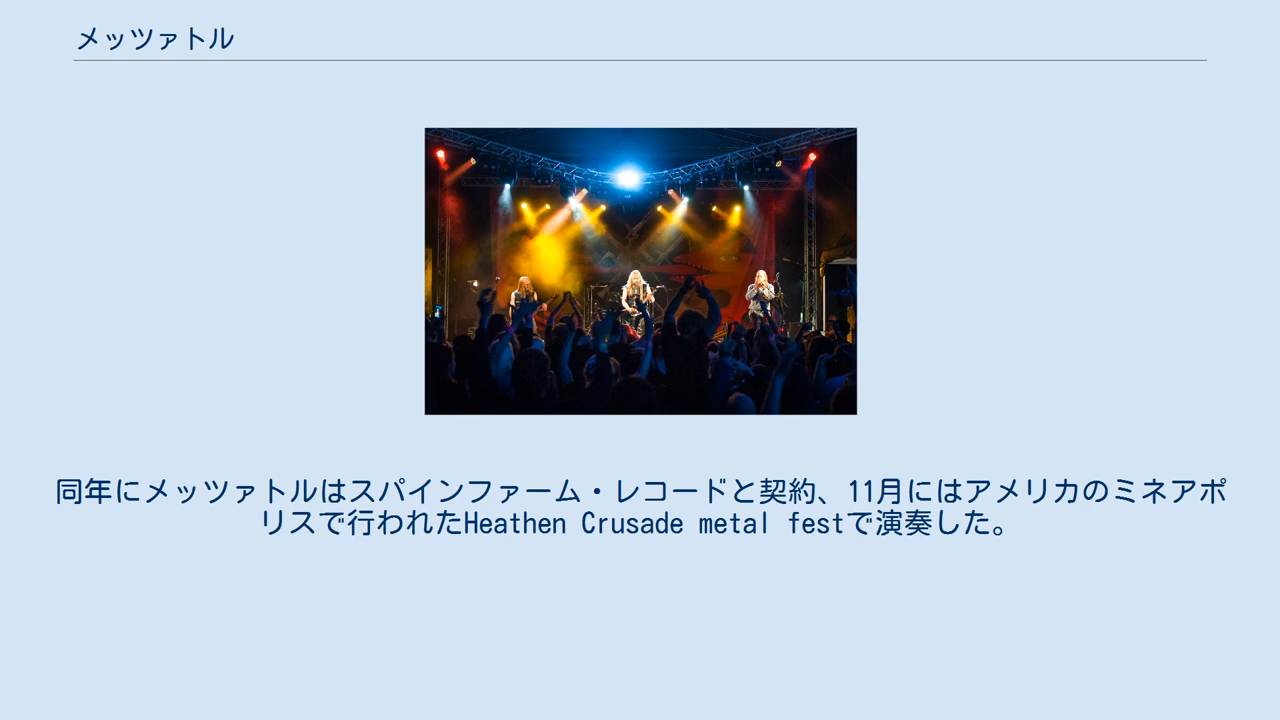 メッツァトル
同年にメッツァトルはスパインファーム・レコードと契約、11月にはアメリカのミネアポ
リスで行われたHeathen Crusade metal festで演奏した。